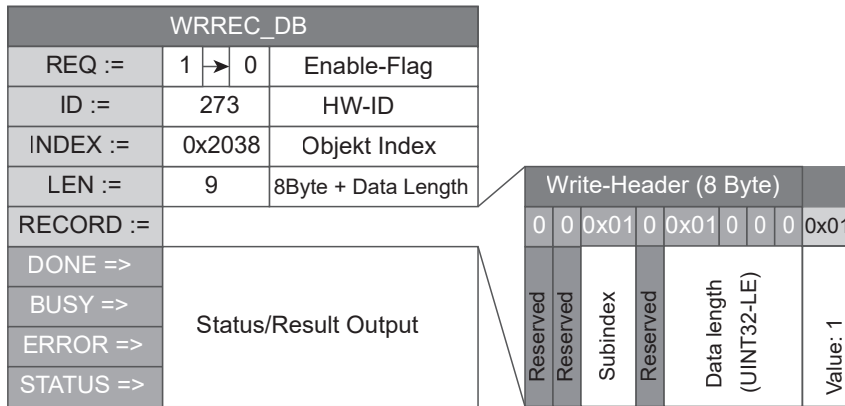 WRREC_DB
REQ := 1 0 Enable-Flag
ID := 273 HW-ID
INDEX := 0x2038 Objekt Index
LEN := 9 8Byte + Data Length
RECORD :=
DONE =>
BUSY =>
ERROR =>
STATUS =>
Status/Result Output
Write-Header (8 Byte)
0 0 0x01 0 0x01 0 0 0 0x01
Reserved
Reserved
Subindex
Reserved
Data length
(UINT32-LE)
Value: 1